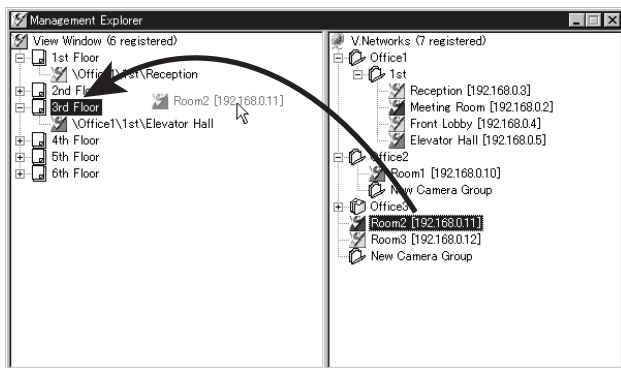 Management Explorer
View Window (6 registered)
1st Floor
\Office1\1st\Reception
2nd Fl
3rd Floor
Room2 [192.168.0.11]
\Office1\1st\Elevator Hall
4th Floor
5th Floor
6th Floor
V.Networks (7 registered)
Office1
1st
Reception [192.168.0.3]
Meeting Room [192.168.0.2]
Front Lobby [192.168.0.4]
Elevator Hall [192.168.0.5]
Office2
Room1 [192.168.0.10]
New Camera Group
Office3
Room2 [192.168.0.11]
Room3 [192.168.0.12]
New Camera Group